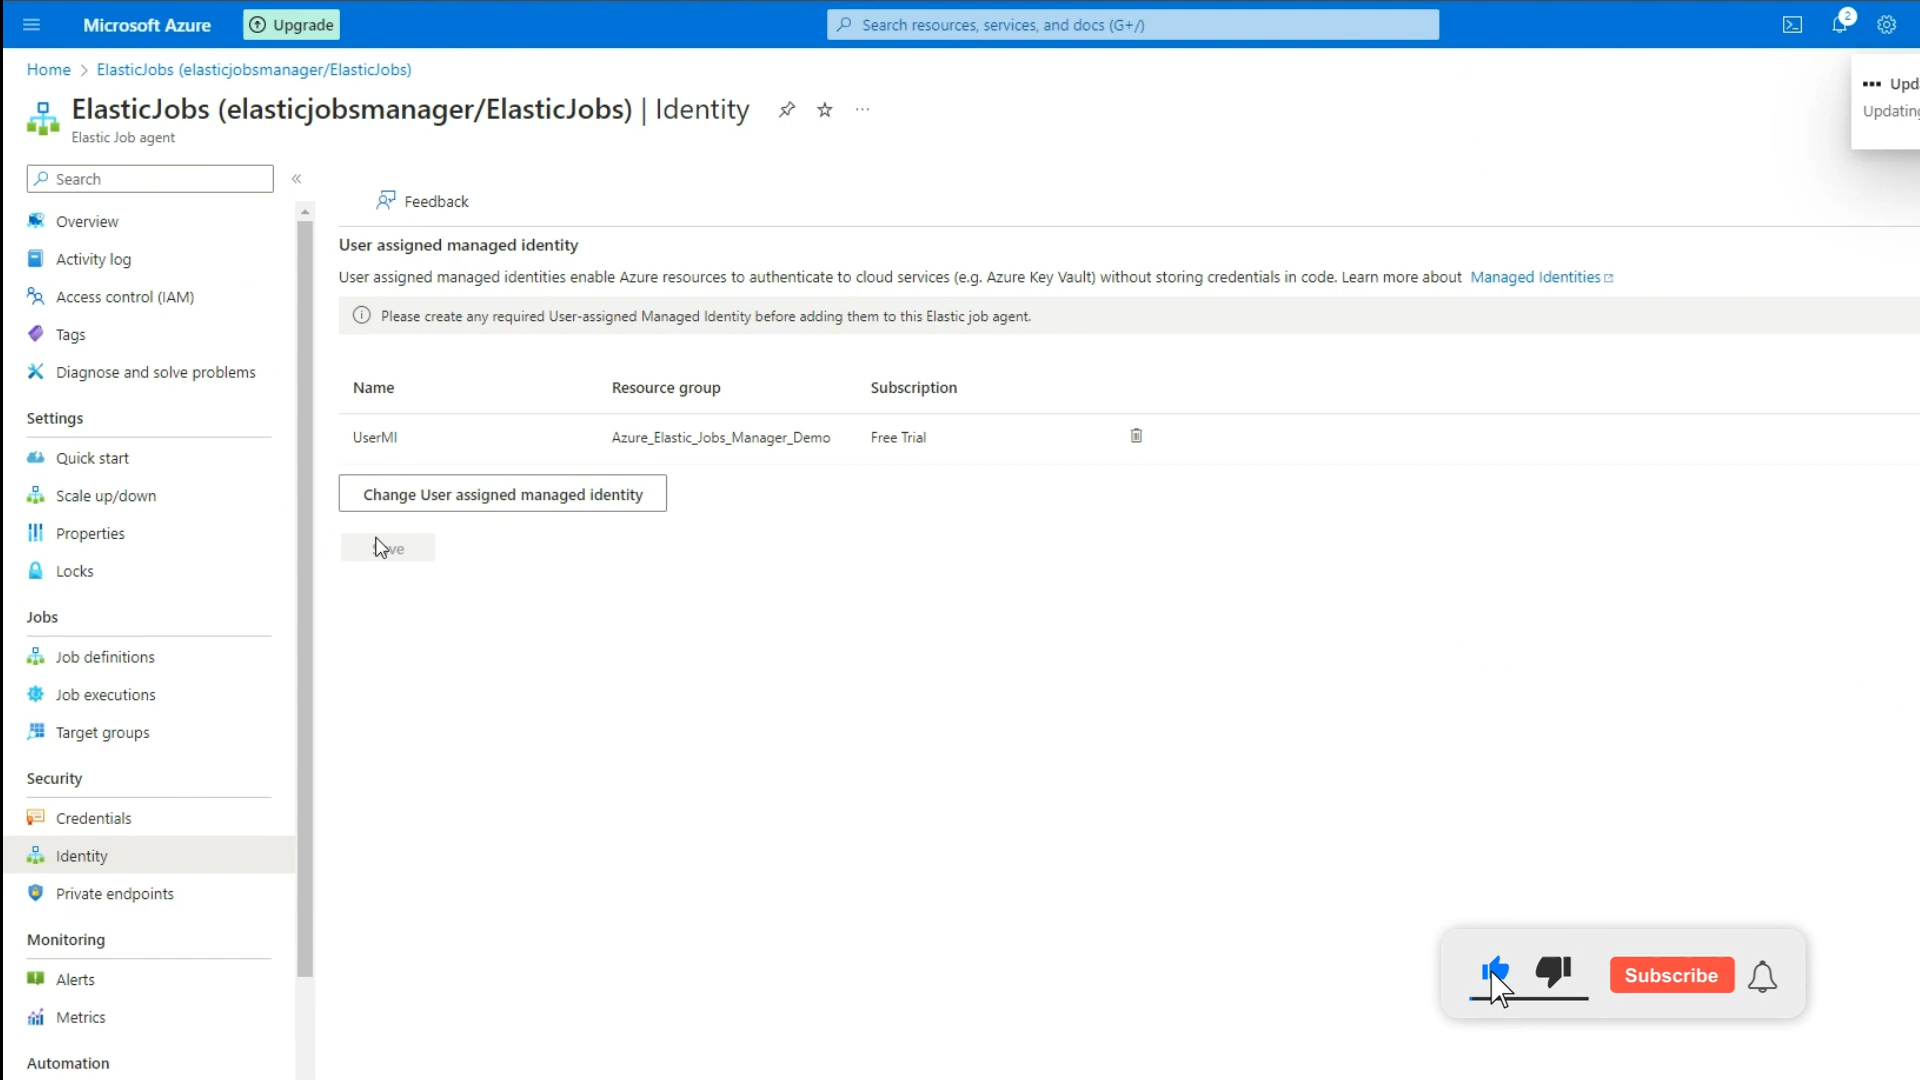 Microsoft Azure
Upgrade
Search resources, services, and docs (G+/)
2
Home > ElasticJobs (elasticjobsmanager/ElasticJobs)
ElasticJobs (elasticjobsmanager/ElasticJobs) | Identity
Elastic Job agent
Upda
Updating
Search
Overview
Activity log
Access control (IAM)
Tags
Diagnose and solve problems
Settings
Quick start
Scale up/down
Properties
Locks
Jobs
Job definitions
Job executions
Target groups
Security
Credentials
Identity
Private endpoints
Monitoring
Alerts
Metrics
Automation
Feedback
User assigned managed identity
User assigned managed identities enable Azure resources to authenticate to cloud services (e.g. Azure Key Vault) without storing credentials in code. Learn more about Managed Identities
Please create any required User-assigned Managed Identity before adding them to this Elastic job agent.
Name Resource group Subscription
UserMI Azure_Elastic_Jobs_Manager_Demo Free Trial
Change User assigned managed identity
Save
Subscribe